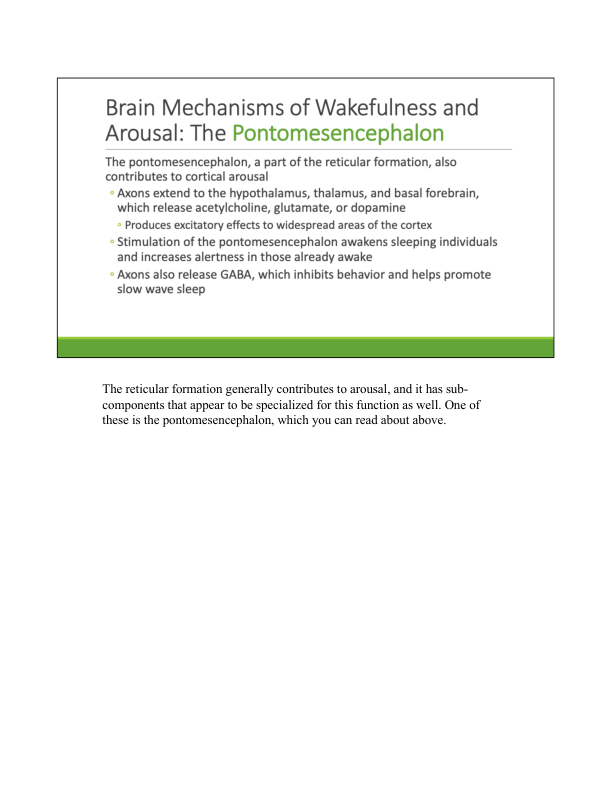 Brain Mechanisms of Wakefulness and
Arousal: The Pontomesencephalon
The pontomesencephalon, a part of the reticular formation, also
contributes to cortical arousal
◦ Axons extend to the hypothalamus, thalamus, and basal forebrain,
which release acetylcholine, glutamate, or dopamine
◦ Produces excitatory effects to widespread areas of the cortex
◦ Stimulation of the pontomesencephalon awakens sleeping individuals
and increases alertness in those already awake
◦ Axons also release GABA, which inhibits behavior and helps promote
slow wave sleep
The reticular formation generally contributes to arousal, and it has sub-
components that appear to be specialized for this function as well. One of
these is the pontomesencephalon, which you can read about above.